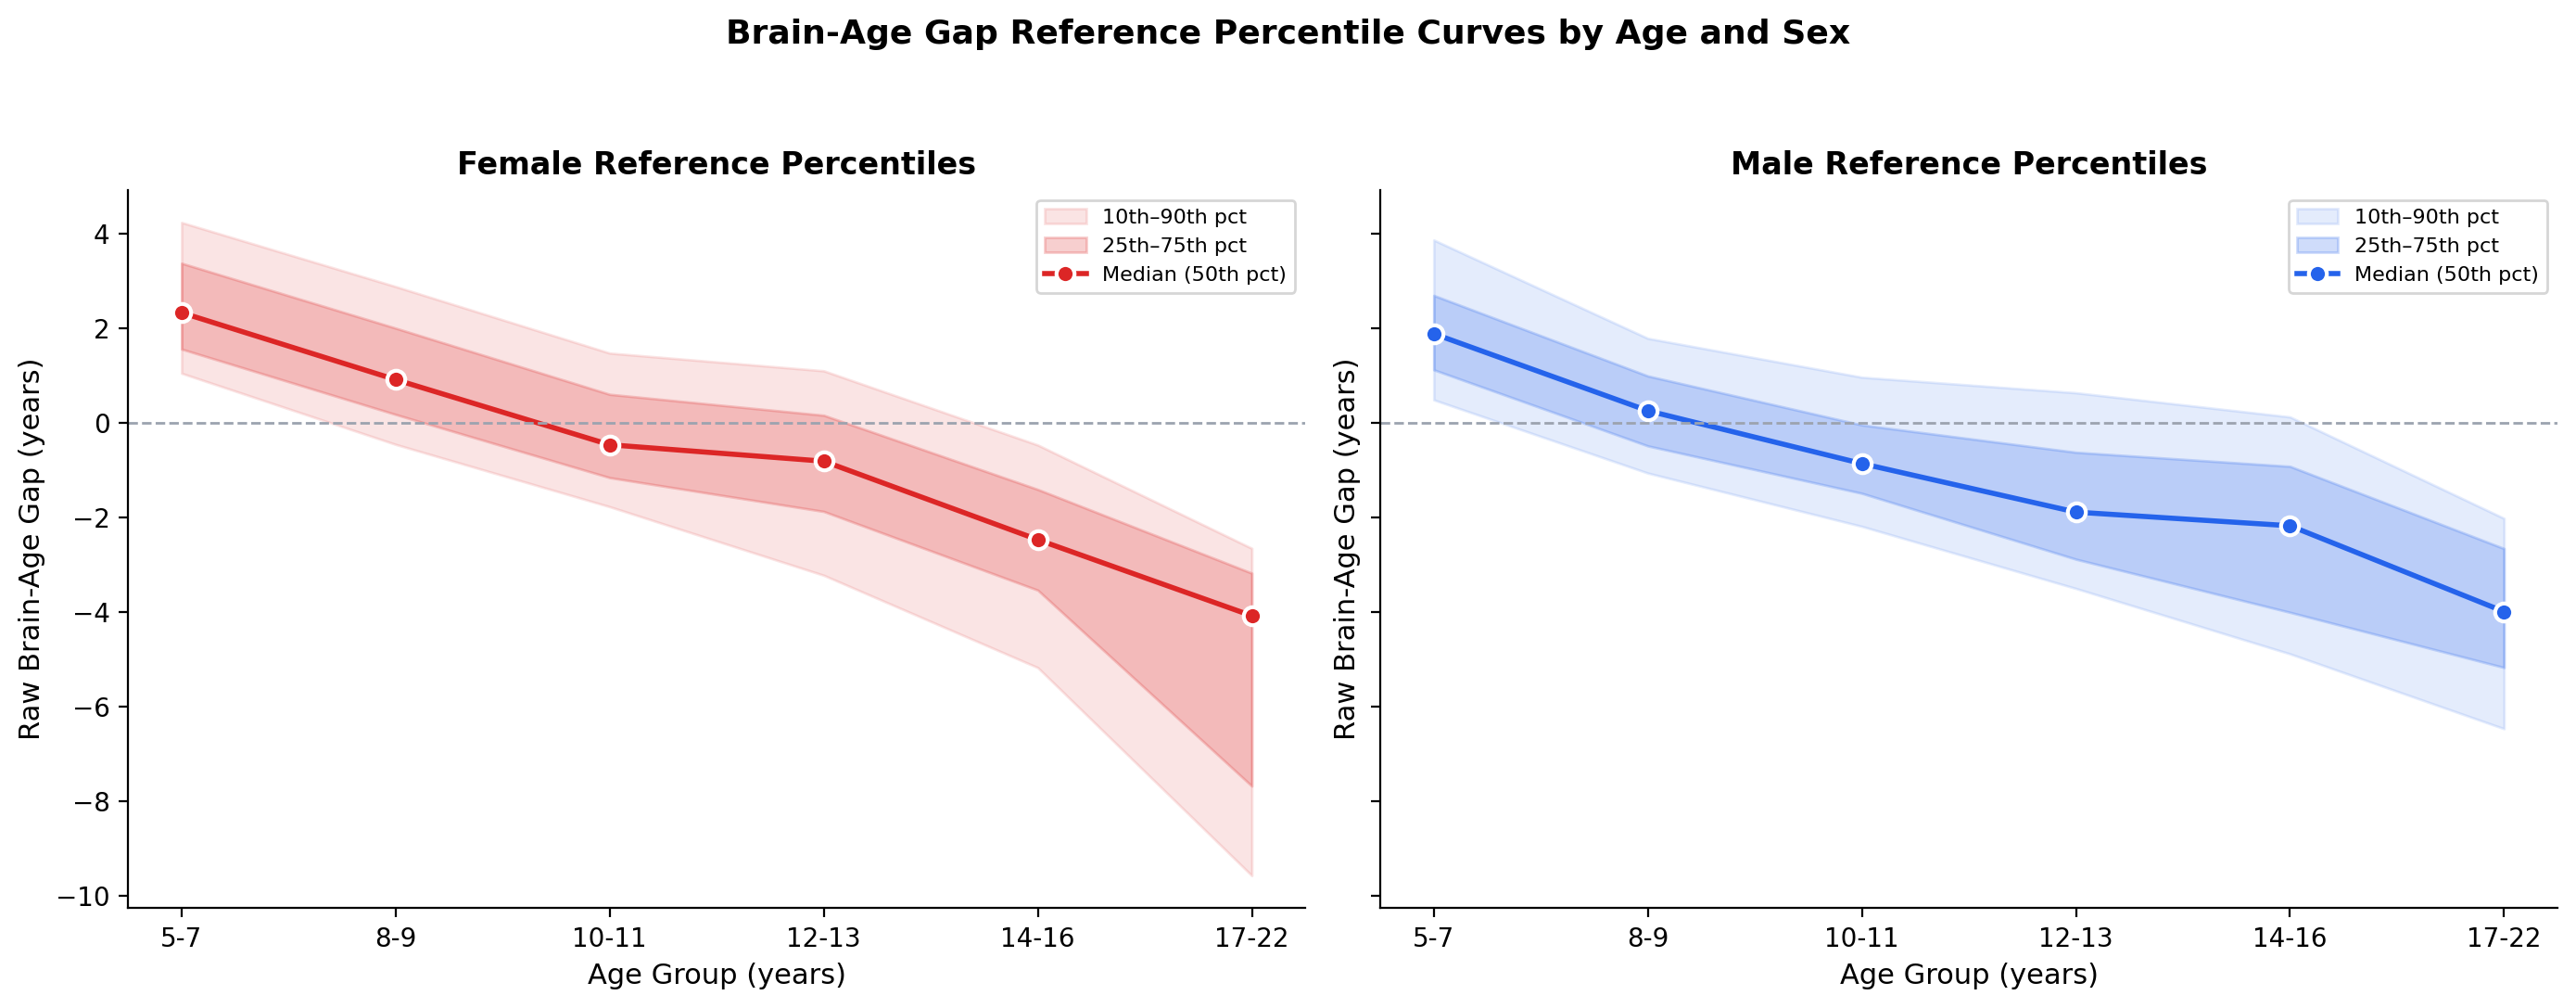 Brain-Age Gap Reference Percentile Curves by Age and Sex
Female Reference Percentiles
10th–90th pct
25th–75th pct
Median (50th pct)
Raw Brain-Age Gap (years)
4
2
0
−2
−4
−6
−8
−10
5-7
8-9
10-11
12-13
14-16
17-22
Age Group (years)
Male Reference Percentiles
10th–90th pct
25th–75th pct
Median (50th pct)
Raw Brain-Age Gap (years)
5-7
8-9
10-11
12-13
14-16
17-22
Age Group (years)